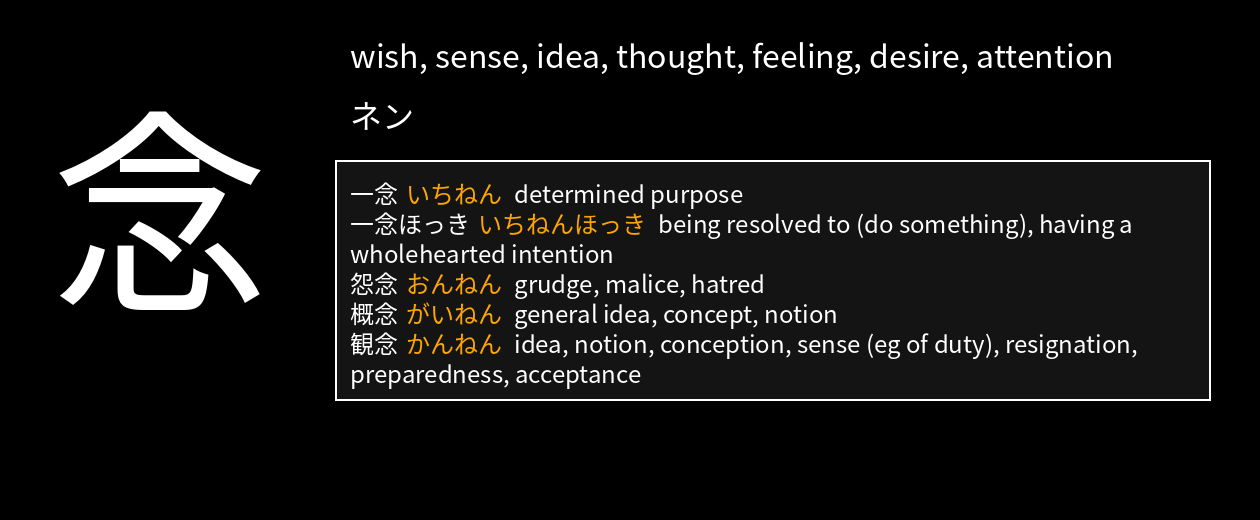 念
wish, sense, idea, thought, feeling, desire, attention
ネン
一念 いちねん determined purpose
一念ほっき いちねんほっき being resolved to (do something), having a
wholehearted intention
怨念 おんねん grudge, malice, hatred
概念 がいねん general idea, concept, notion
観念 かんねん idea, notion, conception, sense (eg of duty), resignation,
preparedness, acceptance